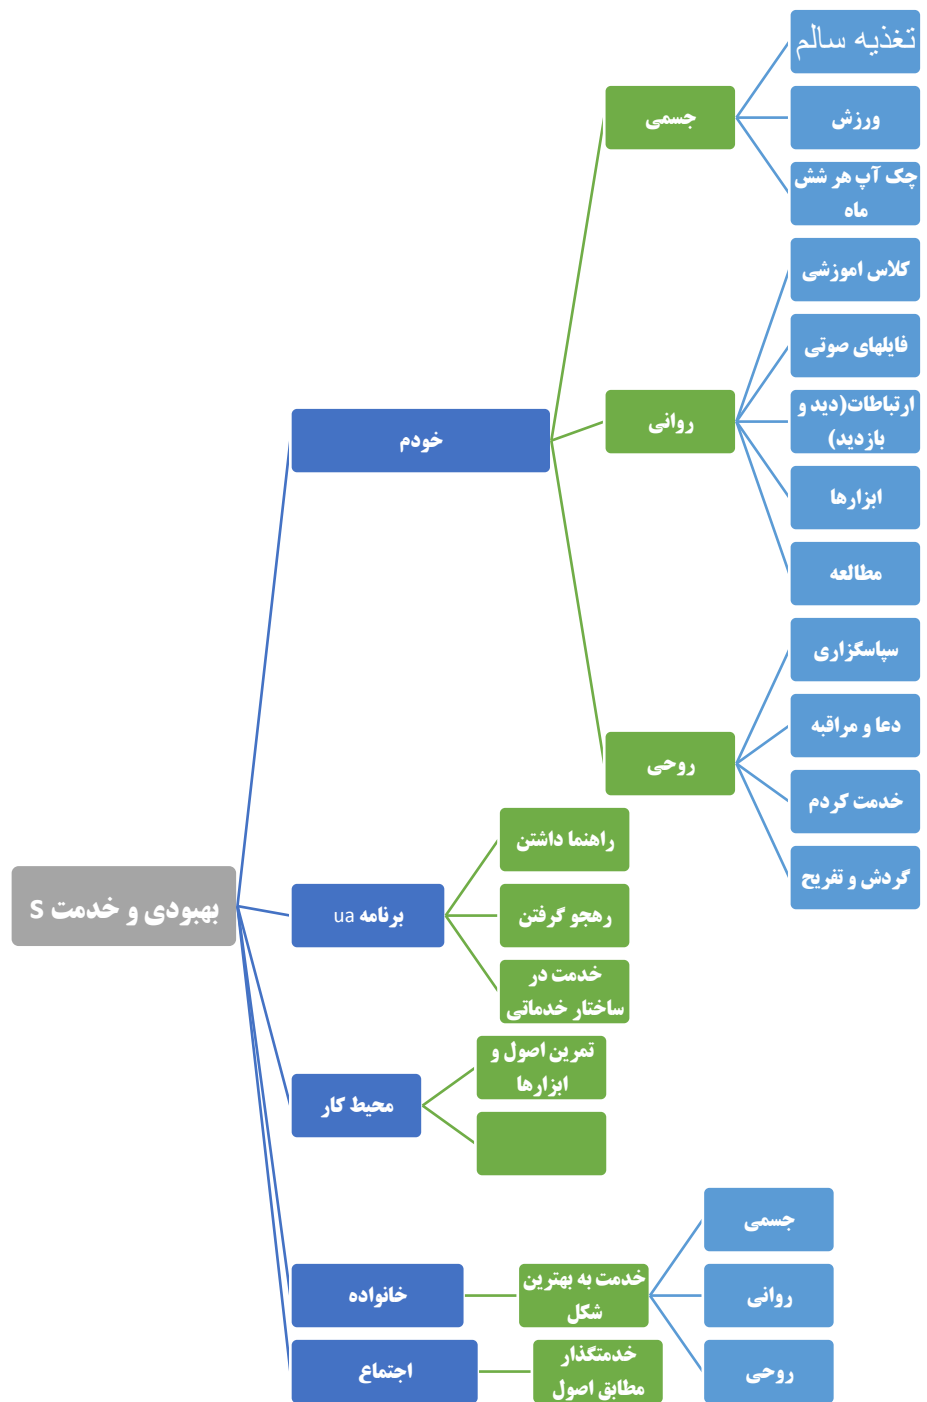 تغذیه سالم
جسمی
ورزش
چک آپ هر شش
ماه
کلاس اموزشی
فایلهای صوتی
خودم
روانی
ارتباطات(دید و
بازدید)
ابزارها
مطالعه
سپاسگزاری
روحی
دعا و مراقبه
خدمت کردم
گردش و تفریح
بهبودی و خدمت S
برنامه ua
راهنما داشتن
رهجو گرفتن
خدمت در
ساختار خدماتی
محیط کار
تمرین اصول و
ابزارها
خانواده
خدمت به بهترین
شکل
جسمی
روانی
روحی
اجتماع
خدمتگذار
مطابق اصول